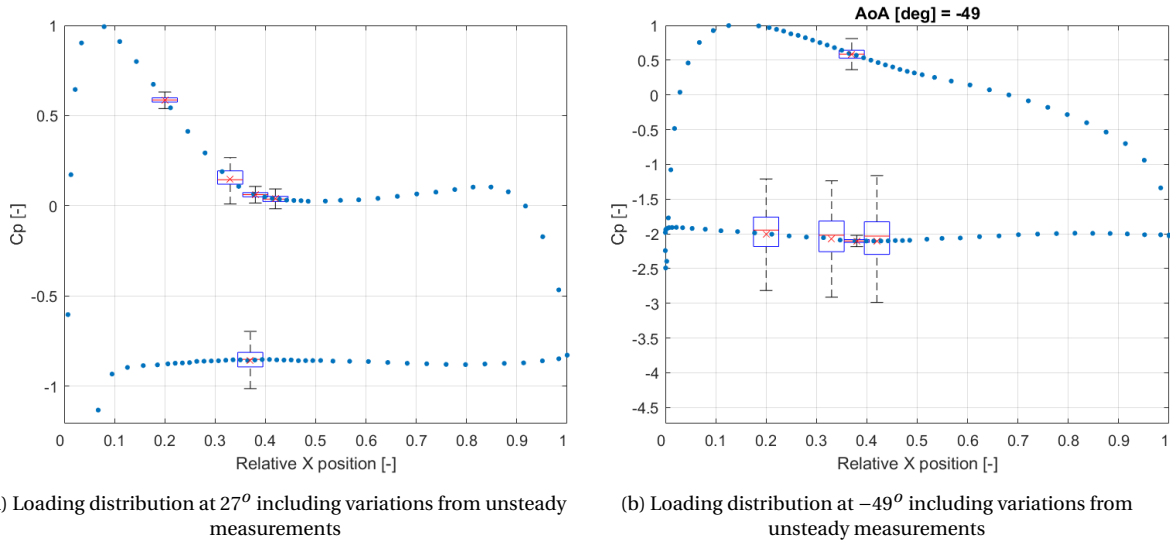 AoA [deg] = -49
1
0.5
0
-0.5
-1
Cp [-]
0 0.1 0.2 0.3 0.4 0.5 0.6 0.7 0.8 0.9 1
Relative X position [-]
1
0.5
0
-0.5
-1
-1.5
-2
-2.5
-3
-3.5
-4
-4.5
Cp [-]
0 0.1 0.2 0.3 0.4 0.5 0.6 0.7 0.8 0.9 1
Relative X position [-]
) Loading distribution at 27° including variations from unsteady
measurements
(b) Loading distribution at −49° including variations from
unsteady measurements